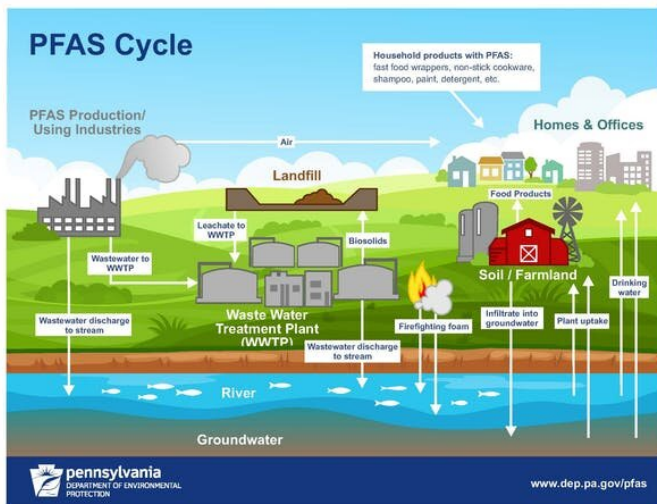 PFAS Cycle
Household products with PFAS:
fast food wrappers, non-stick cookware,
shampoo, paint, detergent, etc.
PFAS Production/
Using Industries
Air
Homes & Offices
Landfill
Food Products
Leachate to
WWTP
Biosolids
Wastewater to
WWTP
Soil / Farmland
Drinking
water
Waste Water
Treatment Plant
(WWTP)
Wastewater discharge
to stream
Firefighting foam
Infiltrate into
groundwater
Plant uptake
Wastewater discharge
to stream
River
Groundwater
pennsylvania
DEPARTMENT OF ENVIRONMENTAL
PROTECTION
www.dep.pa.gov/pfas